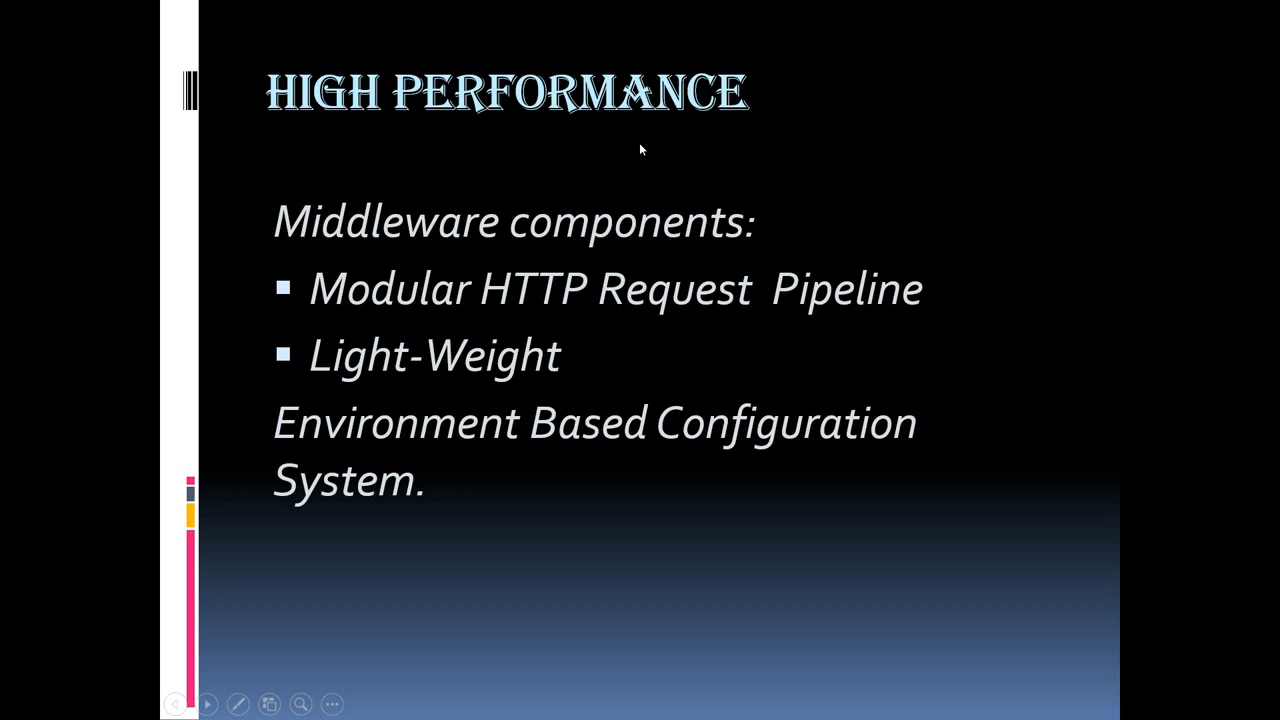 HIGH PERFORMANCE
Middleware components:
Modular HTTP Request  Pipeline
Light-Weight
Environment Based Configuration
System.